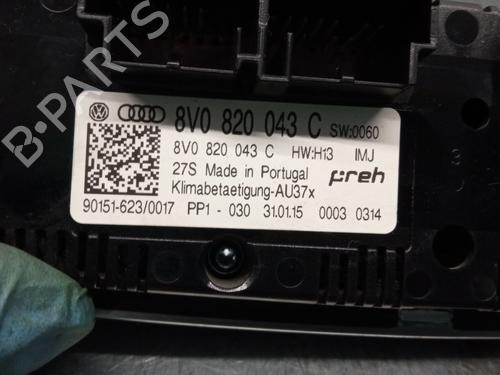 B-PARTS
8V0 820 043 C SW:0060
8V0 820 043 C HW:H13 IMJ
27S Made in Portugal preh
Klimabetaetigung-AU37x
90151-623/0017 PP1 - 030 31.01.15 0003 0314